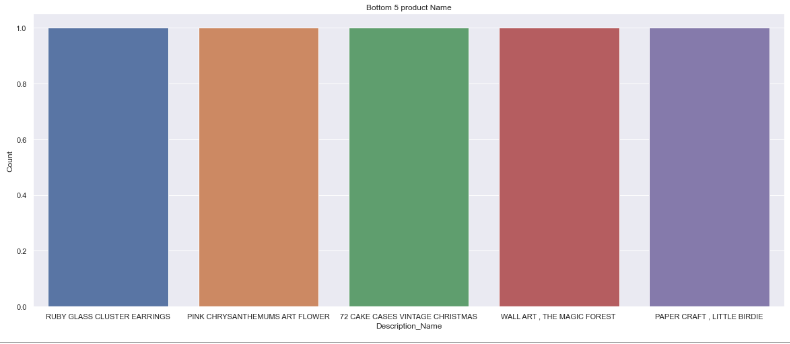 Bottom 5 product Name
1.0
0.8
0.6
0.4
0.2
0.0
Count
RUBY GLASS CLUSTER EARRINGS
PINK CHRYSANTHEMUMS ART FLOWER
72 CAKE CASES VINTAGE CHRISTMAS
WALL ART , THE MAGIC FOREST
PAPER CRAFT , LITTLE BIRDIE
Description_Name